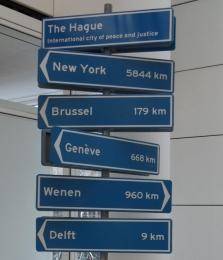 The Hague
International city of peace and justice
New York 5844 km
Brussel 179 km
Genève 668 km
Wenen 960 km
Delft 9 km